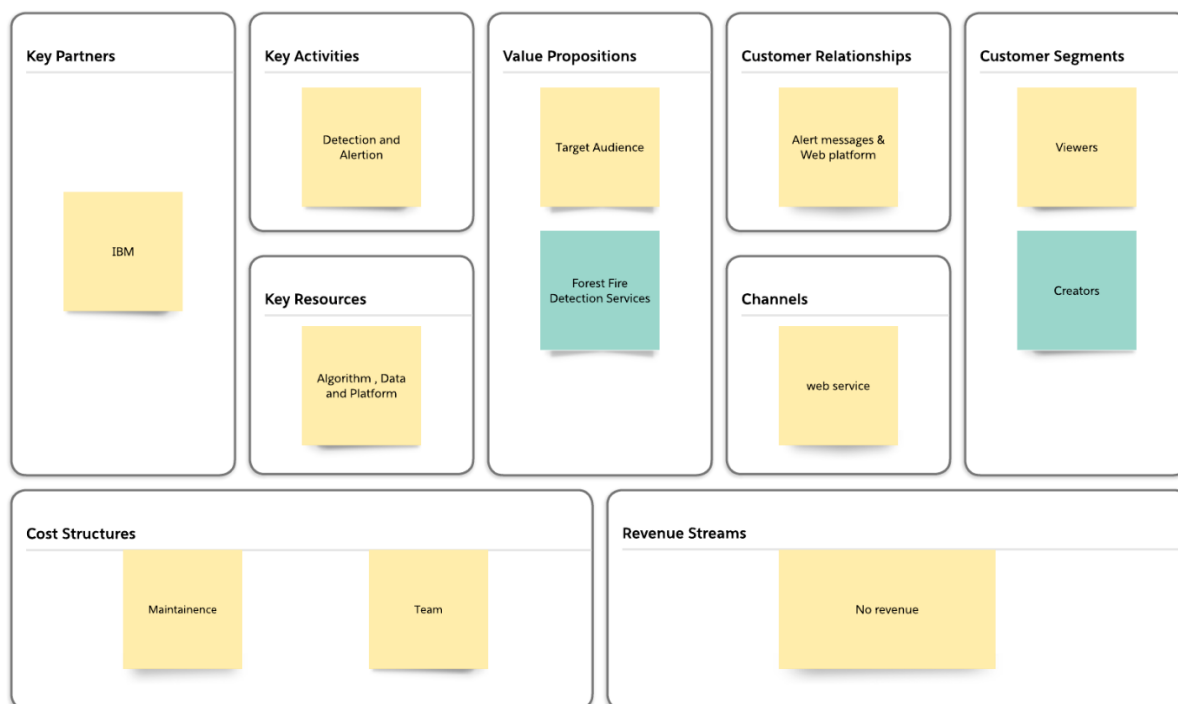 Key Partners
IBM
Key Activities
Detection and
Alertion
Key Resources
Algorithm , Data
and Platform
Value Propositions
Target Audience
Forest Fire
Detection Services
Customer Relationships
Alert messages &
Web platform
Channels
web service
Customer Segments
Viewers
Creators
Cost Structures
Maintainence
Team
Revenue Streams
No revenue